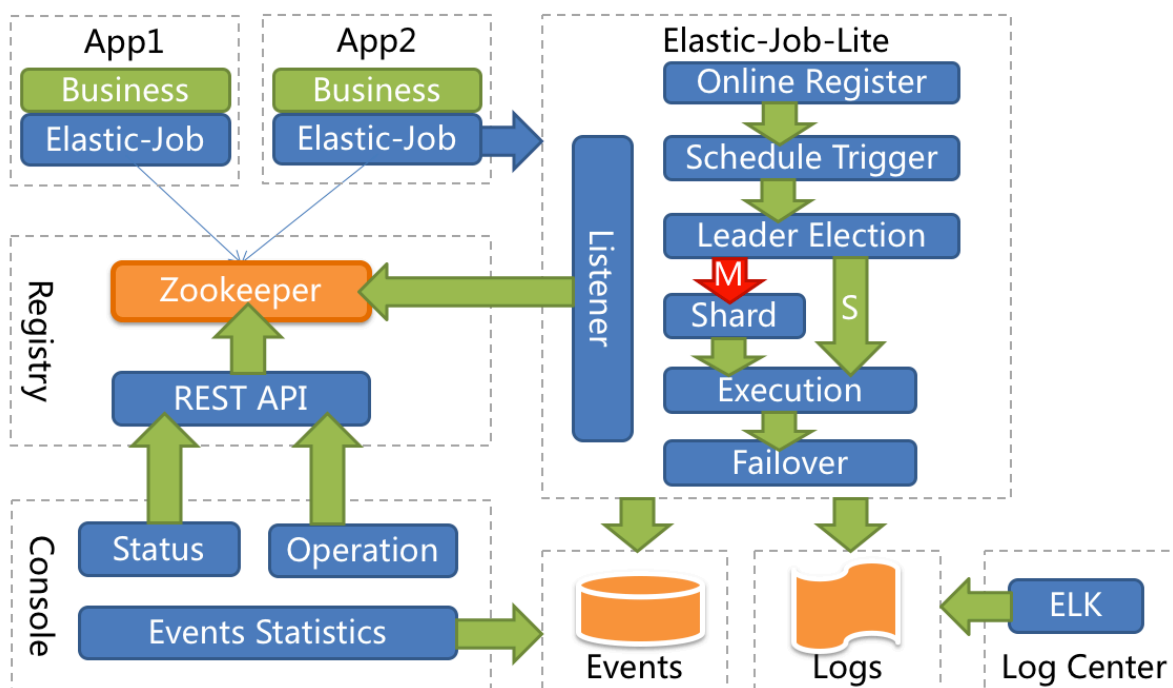 App1
Business
Elastic-Job
App2
Business
Elastic-Job
Elastic-Job-Lite
Online Register
Schedule Trigger
Leader Election
M
S
Shard
Execution
Failover
Listener
Registry
Zookeeper
REST API
Console
Status
Operation
Events Statistics
Events
Logs
ELK
Log Center